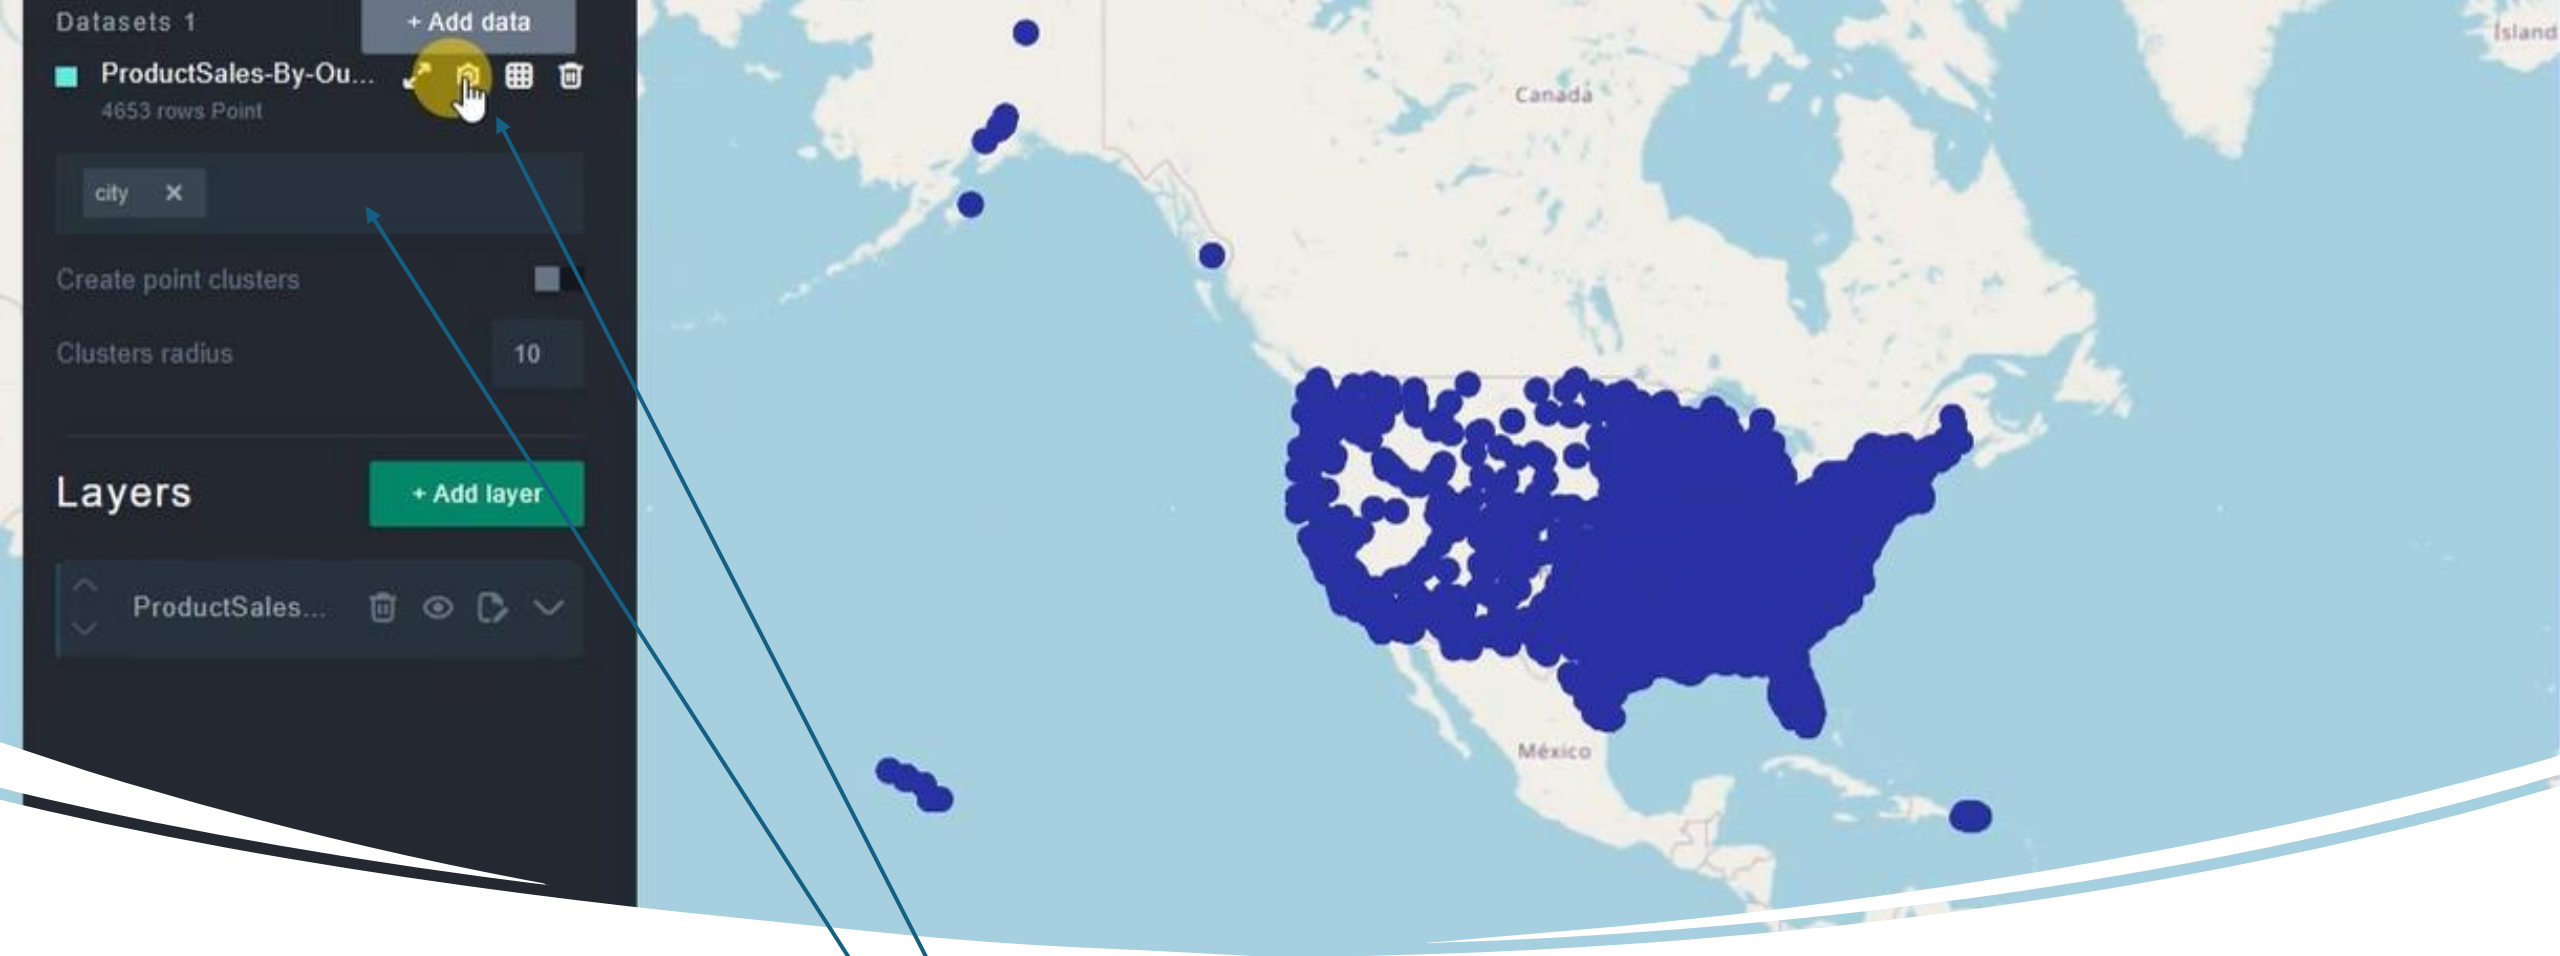 Datasets 1
+ Add data
ProductSales-By-Ou...
4653 rows Point
city ×
Create point clusters
Clusters radius
10
Layers
+ Add layer
ProductSales...
Canada
México
Ísland